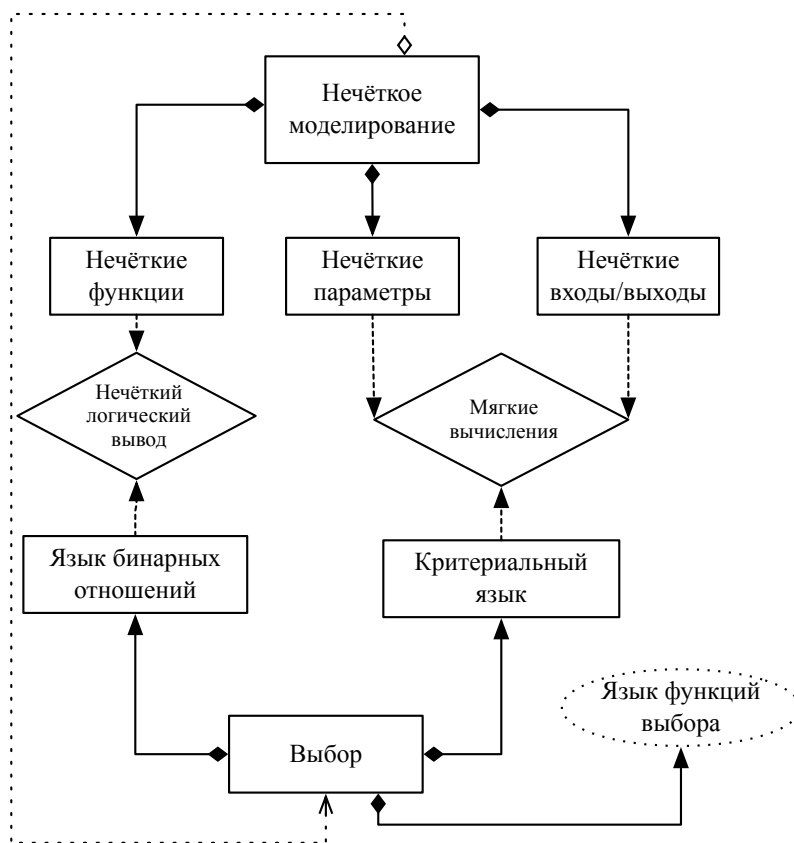 Нечёткое
моделирование
Нечёткие
функции
Нечёткие
параметры
Нечёткие
входы/выходы
Нечёткий
логический
вывод
Мягкие
вычисления
Язык бинарных
отношений
Критериальный
язык
Язык функций
выбора
Выбор